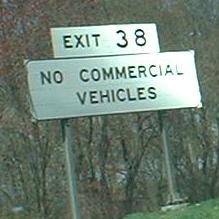 EXIT 38
NO COMMERCIAL
VEHICLES